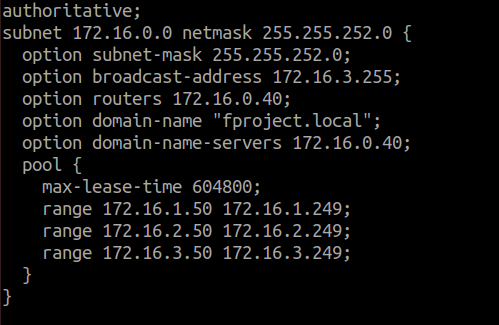 authoritative;
subnet 172.16.0.0 netmask 255.255.252.0 {
  option subnet-mask 255.255.252.0;
  option broadcast-address 172.16.3.255;
  option routers 172.16.0.40;
  option domain-name "fproject.local";
  option domain-name-servers 172.16.0.40;
  pool {
    max-lease-time 604800;
    range 172.16.1.50 172.16.1.249;
    range 172.16.2.50 172.16.2.249;
    range 172.16.3.50 172.16.3.249;
  }
}